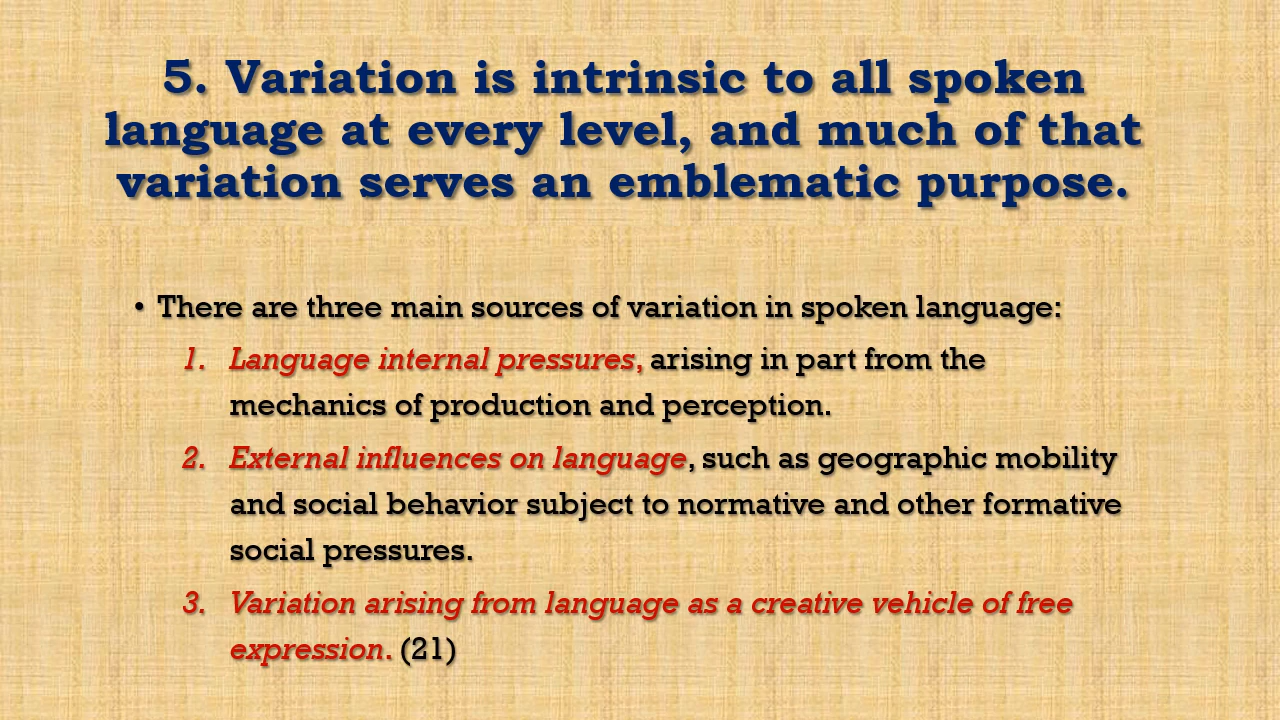 5. Variation is intrinsic to all spoken
language at every level, and much of that
variation serves an emblematic purpose.
• There are three main sources of variation in spoken language:
1. Language internal pressures, arising in part from the
mechanics of production and perception.
2. External influences on language, such as geographic mobility
and social behavior subject to normative and other formative
social pressures.
3. Variation arising from language as a creative vehicle of free
expression. (21)